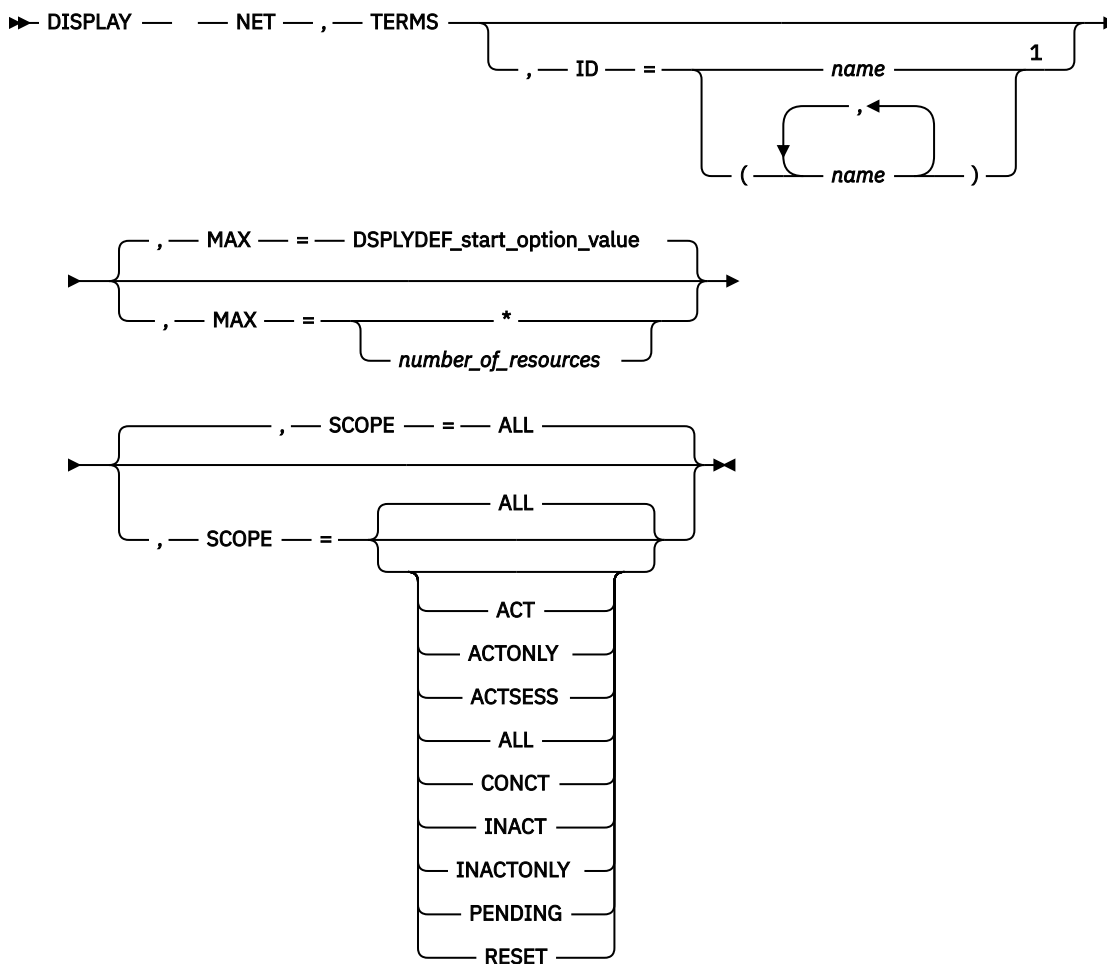 DISPLAY NET , TERMS
, ID = name 1
,
( name )
, MAX = DSPLYDEF_start_option_value
, MAX = *
number_of_resources
, SCOPE = ALL
ALL
, SCOPE =
ACT
ACTONLY
ACTSESS
ALL
CONCT
INACT
INACTONLY
PENDING
RESET